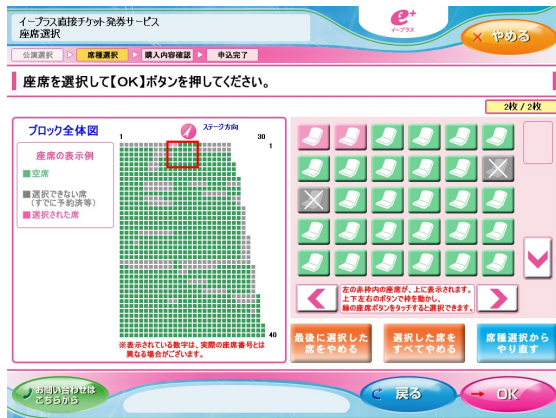 イープラス直接チケット発券サービス
座席選択
e+
イープラス
× やめる
公演選択
席種選択
購入内容確認
申込完了
座席を選択して【OK】ボタンを押してください。
2枚 / 2枚
ブロック全体図
座席の表示例
空席
選択できない席
(すでに予約済等)
選択された席
ステージ方向
1
30
1
40
※表示されている数字は、実際の座席番号とは
異なる場合がございます。
左の赤枠内の座席が、上に表示されます。
上下左右のボタンで枠を動かし、
緑の座席ボタンをタッチすると選択できます。
最後に選択した
席をやめる
選択した席を
すべてやめる
席種選択から
やり直す
お問い合わせは
こちらから
戻る
OK